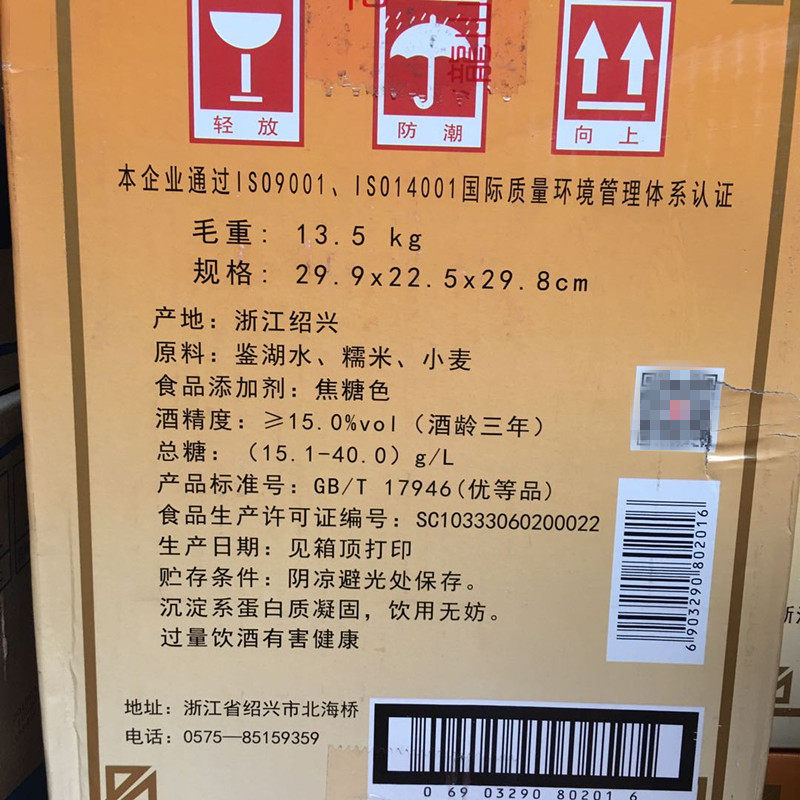 轻放
防潮
向上
龍山
本企业通过ISO9001、ISO14001国际质量环境管理体系认证
毛重: 13.5 kg
规格: 29.9x22.5x29.8cm
产地: 浙江绍兴
原料: 鉴湖水、糯米、小麦
食品添加剂: 焦糖色
酒精度: ≥15.0%vol（酒龄三年）
总糖: （15.1-40.0）g/L
产品标准号: GB/T 17946(优等品)
食品生产许可证编号: SC10333060200022
生产日期: 见箱顶打印
贮存条件: 阴凉避光处保存。
沉淀系蛋白质凝固，饮用无妨。
过量饮酒有害健康
6903290802016
地址: 浙江省绍兴市北海桥
电话: 0575—85159359
0 69 03290 80201 6